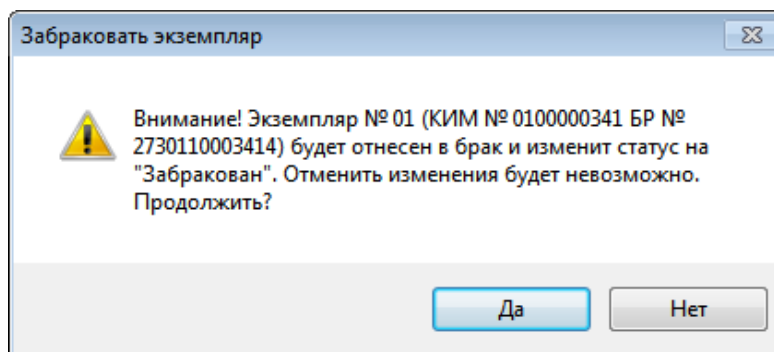 Забраковать экземпляр
Внимание! Экземпляр № 01 (КИМ № 0100000341 БР №
2730110003414) будет отнесен в брак и изменит статус на
"Забракован". Отменить изменения будет невозможно.
Продолжить?
Да
Нет